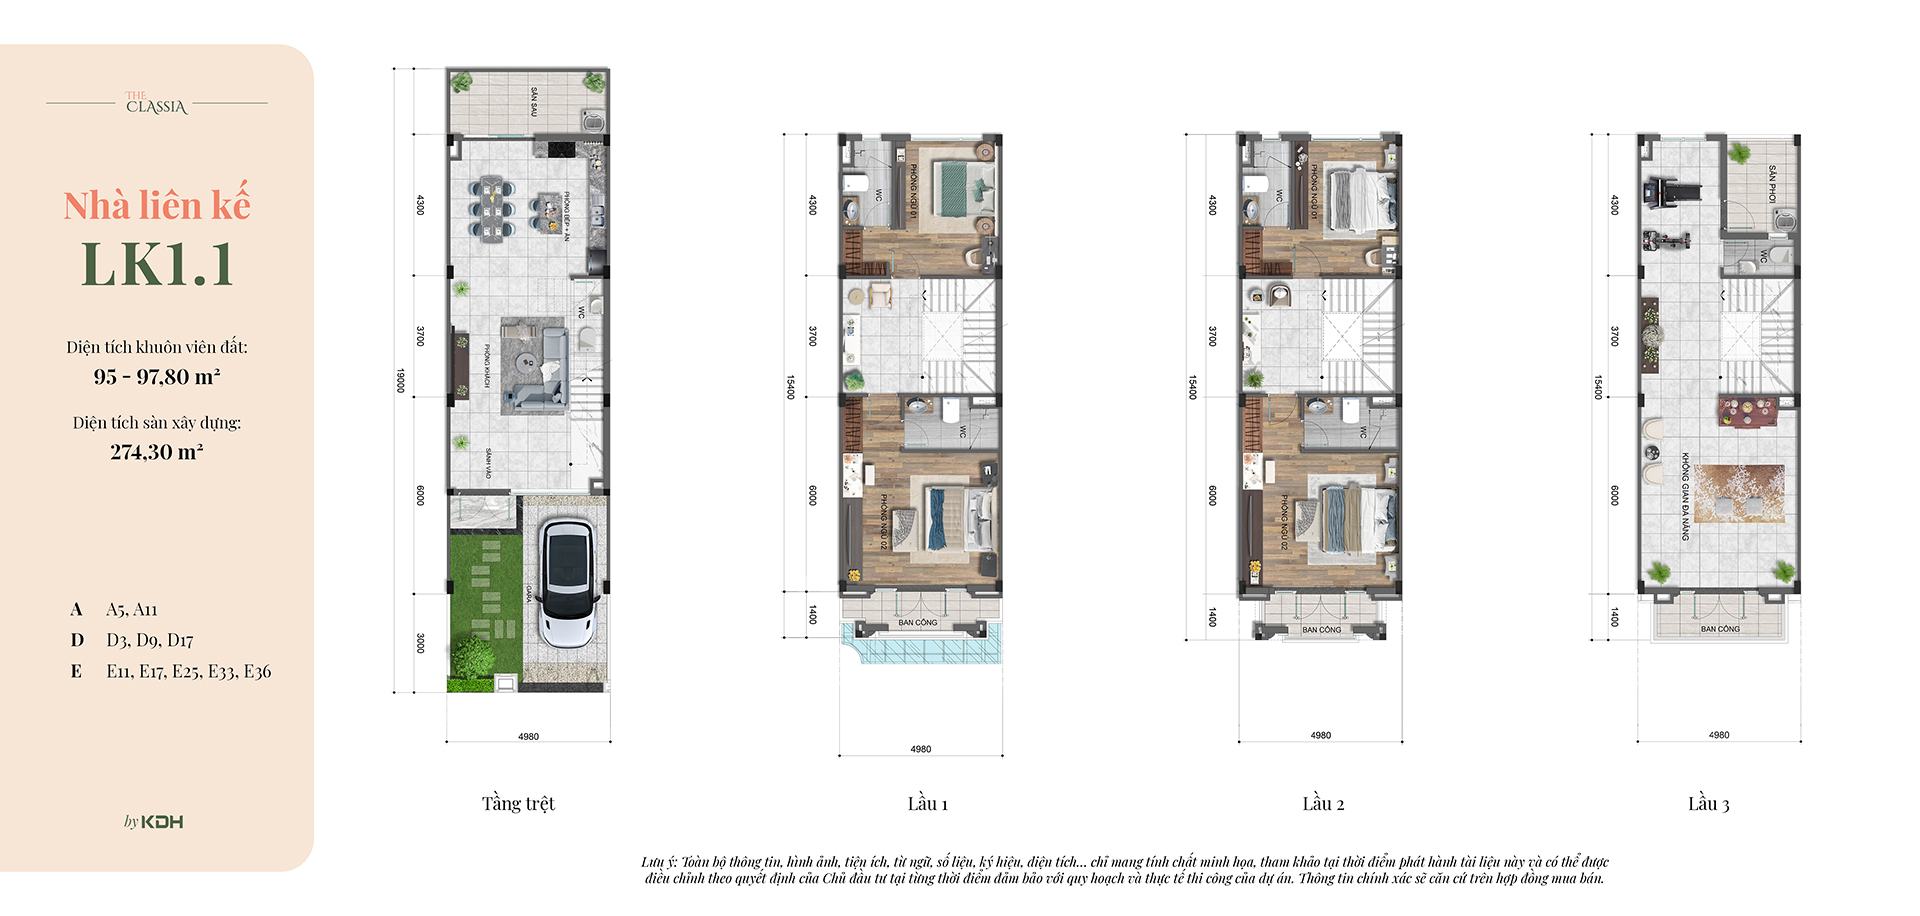 THE
CLASSIA
Nhà liên kế
LK1.1
Diện tích khuôn viên đất:
95 - 97,80 m²
Diện tích sàn xây dựng:
274,30 m²
A A5, A11
D D3, D9, D17
E E11, E17, E25, E33, E36
by KDH
SÂN SAU
PHÒNG BẾP + ĂN
WC
PHÒNG KHÁCH
SẢNH VÀO
GARA
4300
3700
6000
3000
19000
4980
Tầng trệt
WC
PHÒNG NGỦ 01
WC
PHÒNG NGỦ 02
BAN CÔNG
4300
3700
6000
1400
15400
4980
Lầu 1
WC
PHÒNG NGỦ 01
WC
PHÒNG NGỦ 02
BAN CÔNG
4300
3700
6000
1400
15400
4980
Lầu 2
SÂN PHƠI
WC
KHÔNG GIAN ĐA NĂNG
BAN CÔNG
4300
3700
6000
1400
15400
4980
Lầu 3
Lưu ý: Toàn bộ thông tin, hình ảnh, tiện ích, từ ngữ, số liệu, ký hiệu, diện tích... chỉ mang tính chất minh họa, tham khảo tại thời điểm phát hành tài liệu này và có thể được
điều chỉnh theo quyết định của Chủ đầu tư tại từng thời điểm đảm bảo với quy hoạch và thực tế thi công của dự án. Thông tin chính xác sẽ căn cứ trên hợp đồng mua bán.